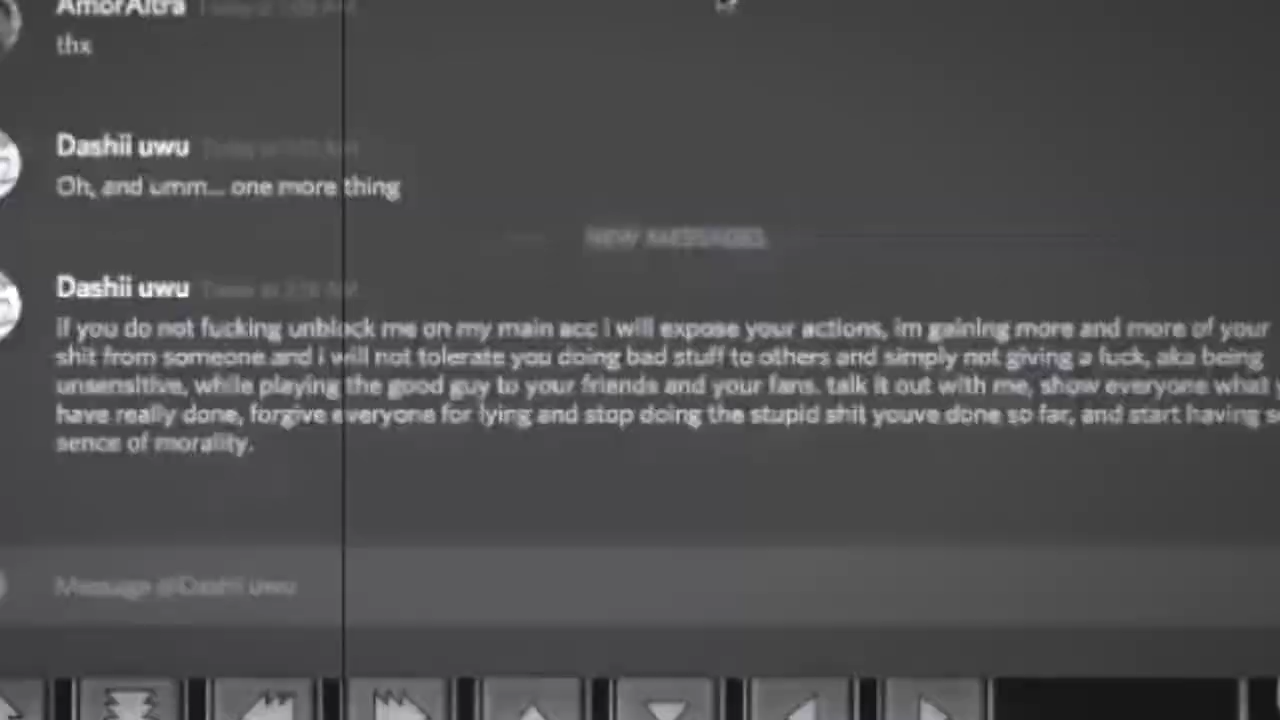 AmorAltra
thx
Dashii uwu
Oh, and umm... one more thing
NEW MESSAGES
Dashii uwu
if you do not fucking unblock me on my main acc i will expose your actions, im gaining more and more of your
shit from someone and i will not tolerate you doing bad stuff to others and simply not giving a fuck, aka being
unsensitive, while playing the good guy to your friends and your fans. talk it out with me, show everyone what
have really done, forgive everyone for lying and stop doing the stupid shit youve done so far, and start having
sence of morality.
Message @Dashii uwu